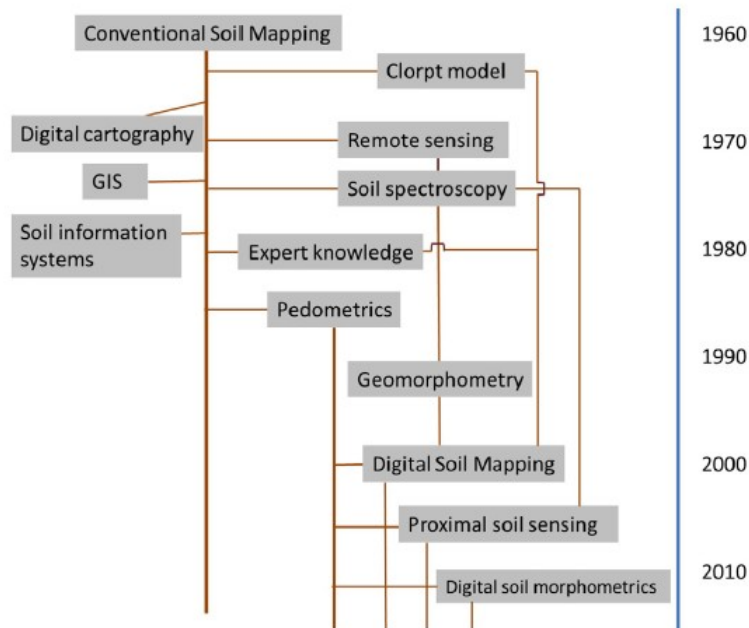 Conventional Soil Mapping
1960
Clorpt model
Digital cartography
Remote sensing
1970
GIS
Soil spectroscopy
Soil information
systems
Expert knowledge
1980
Pedometrics
1990
Geomorphometry
Digital Soil Mapping
2000
Proximal soil sensing
Digital soil morphometrics
2010